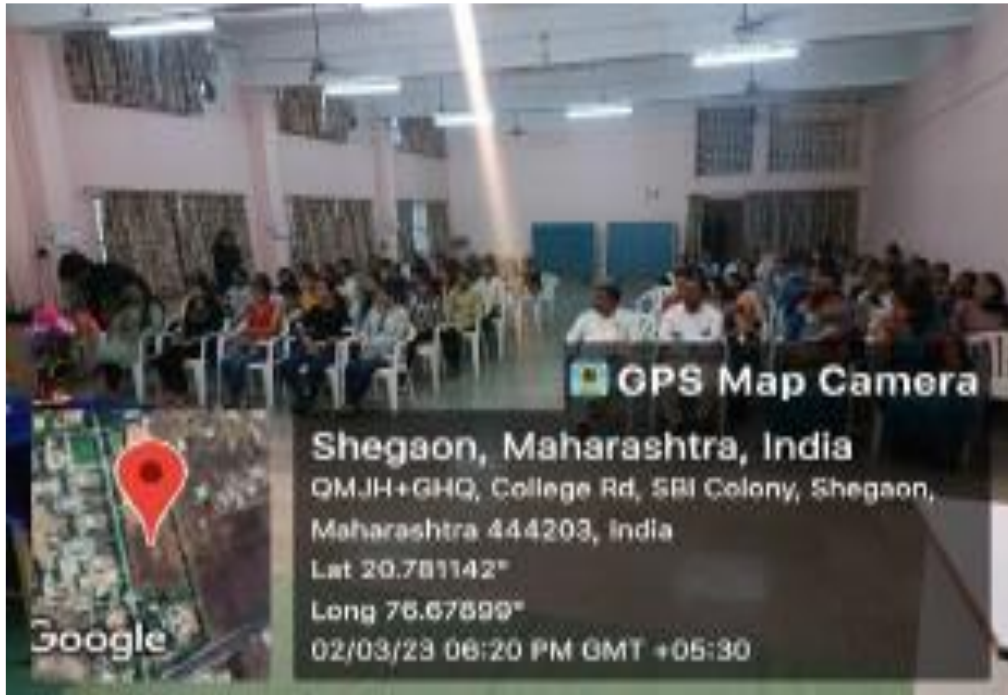 GPS Map Camera
Shegaon, Maharashtra, India
QMJH+GHQ, College Rd, SBI Colony, Shegaon,
Maharashtra 444203, India
Lat 20.781142°
Long 76.67899°
02/03/23 06:20 PM GMT +05:30
Google